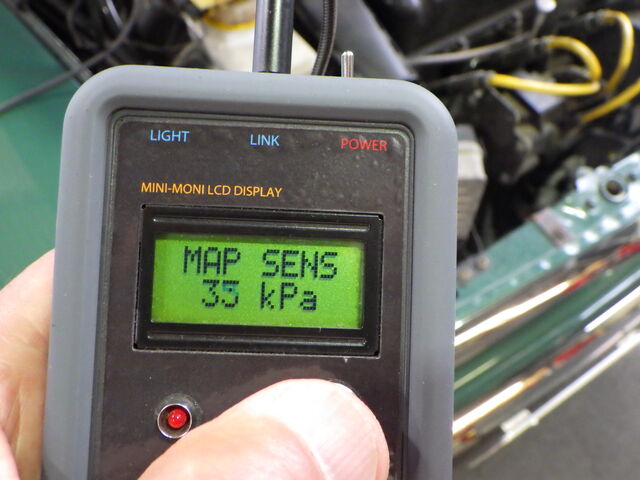 LIGHT LINK POWER
MINI-MONI LCD DISPLAY
MAP SENS
35 kPa